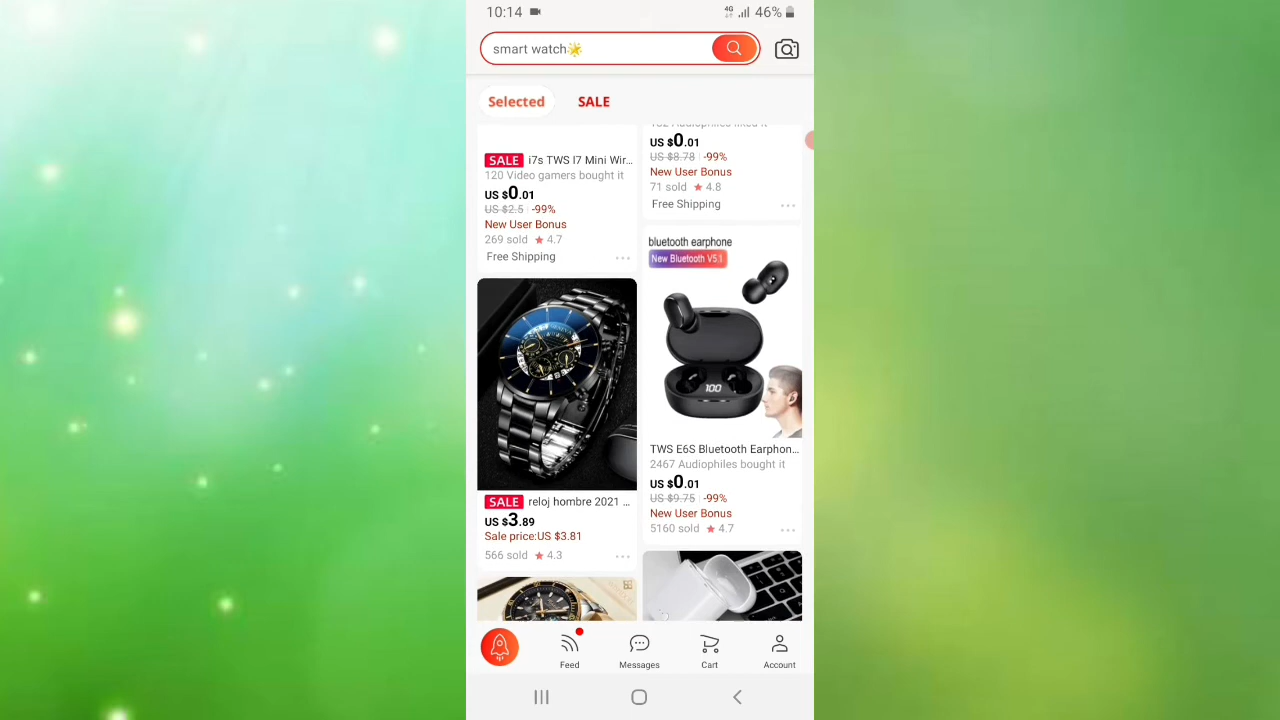 10:14
4G
46%
smart watch🌟
Selected
SALE
SALE i7s TWS I7 Mini Wir...
120 Video gamers bought it
US $0.01
US $2.5 -99%
New User Bonus
269 sold ★ 4.7
Free Shipping
SALE reloj hombre 2021 ...
US $3.89
Sale price:US $3.81
566 sold ★ 4.3
US $0.01
US $8.78 -99%
New User Bonus
71 sold ★ 4.8
Free Shipping
bluetooth earphone
New Bluetooth V5.1
100
TWS E6S Bluetooth Earphon...
2467 Audiophiles bought it
US $0.01
US $9.75 -99%
New User Bonus
5160 sold ★ 4.7
Feed
Messages
Cart
Account